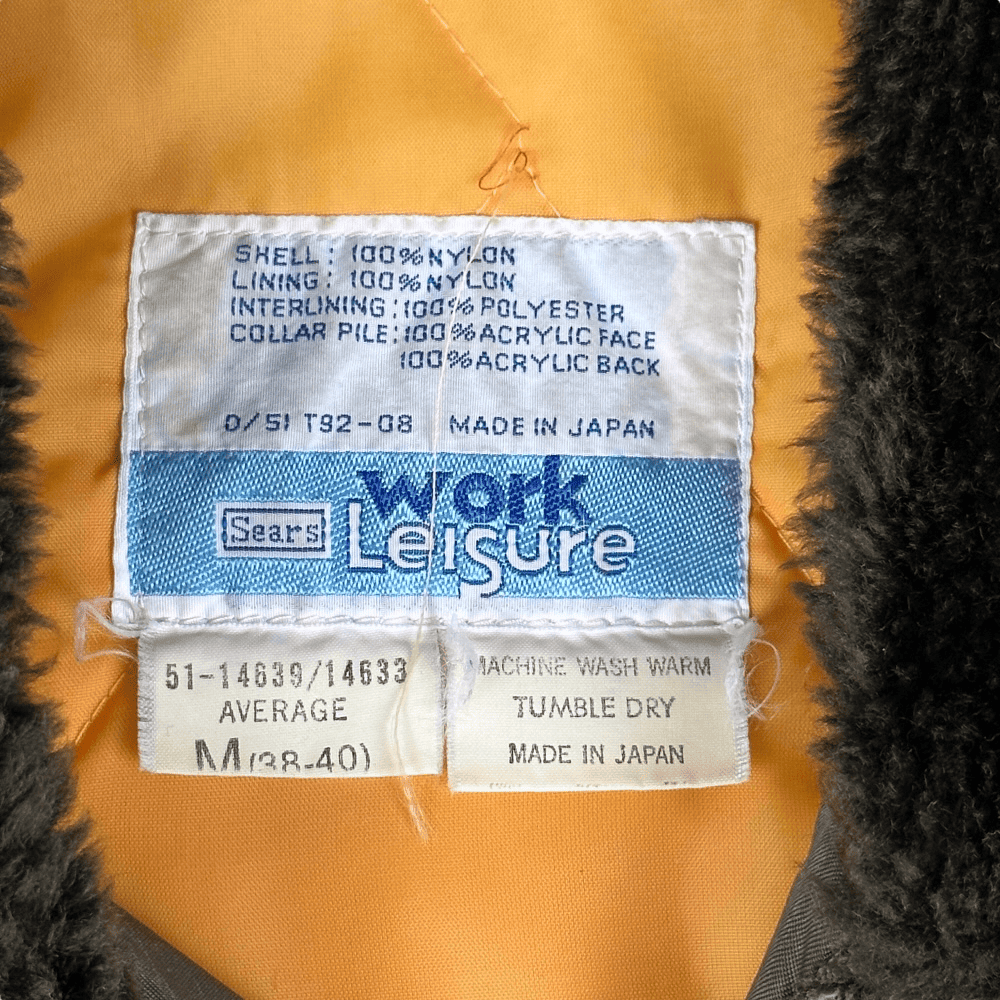 SHELL: 100% NYLON
LINING: 100% NYLON
INTERLINING: 100% POLYESTER
COLLAR PILE: 100% ACRYLIC FACE
100% ACRYLIC BACK
D/51 T92-08 MADE IN JAPAN
work
Sears Leisure
51-14639/14633
AVERAGE
M(38-40)
MACHINE WASH WARM
TUMBLE DRY
MADE IN JAPAN